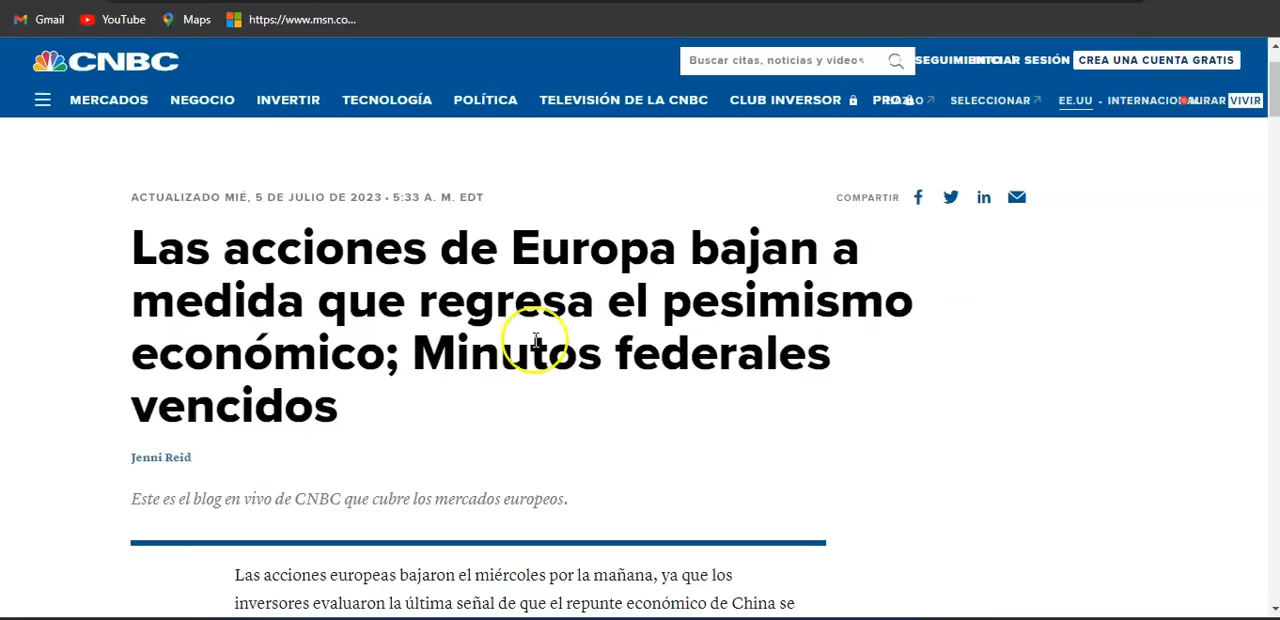 Gmail YouTube Maps https://www.msn.co...
CNBC Buscar citas, noticias y videos CREA UNA CUENTA GRATIS
SESIÓN
MERCADOS NEGOCIO INVERTIR TECNOLOGÍA POLÍTICA TELEVISIÓN DE LA CNBC CLUB INVERSOR PRO SELECCIONAR EE.UU VIVIR
ACTUALIZADO MIÉ, 5 DE JULIO DE 2023 • 5:33 A. M. EDT COMPARTIR
Las acciones de Europa bajan a
medida que regresa el pesimismo
económico; Minutos federales
vencidos
Jenni Reid
Este es el blog en vivo de CNBC que cubre los mercados europeos.
Las acciones europeas bajaron el miércoles por la mañana, ya que los
inversores evaluaron la última señal de que el repunte económico de China se